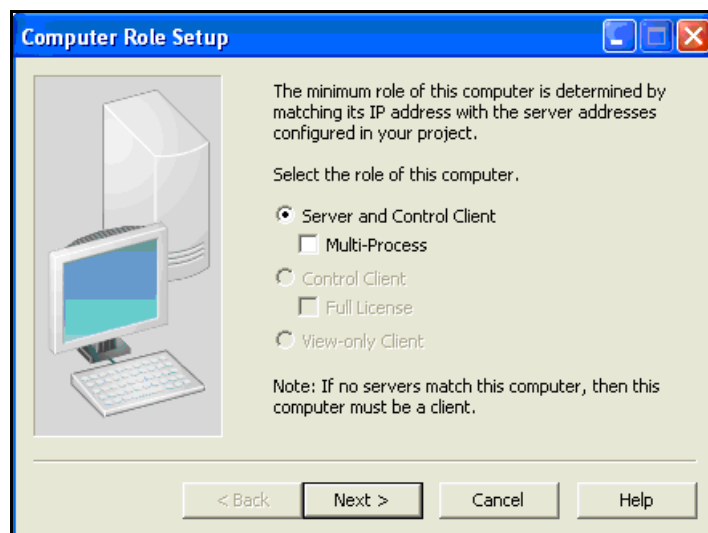 Computer Role Setup
The minimum role of this computer is determined by
matching its IP address with the server addresses
configured in your project.
Select the role of this computer.
Server and Control Client
Multi-Process
Control Client
Full License
View-only Client
Note: If no servers match this computer, then this
computer must be a client.
< Back Next > Cancel Help